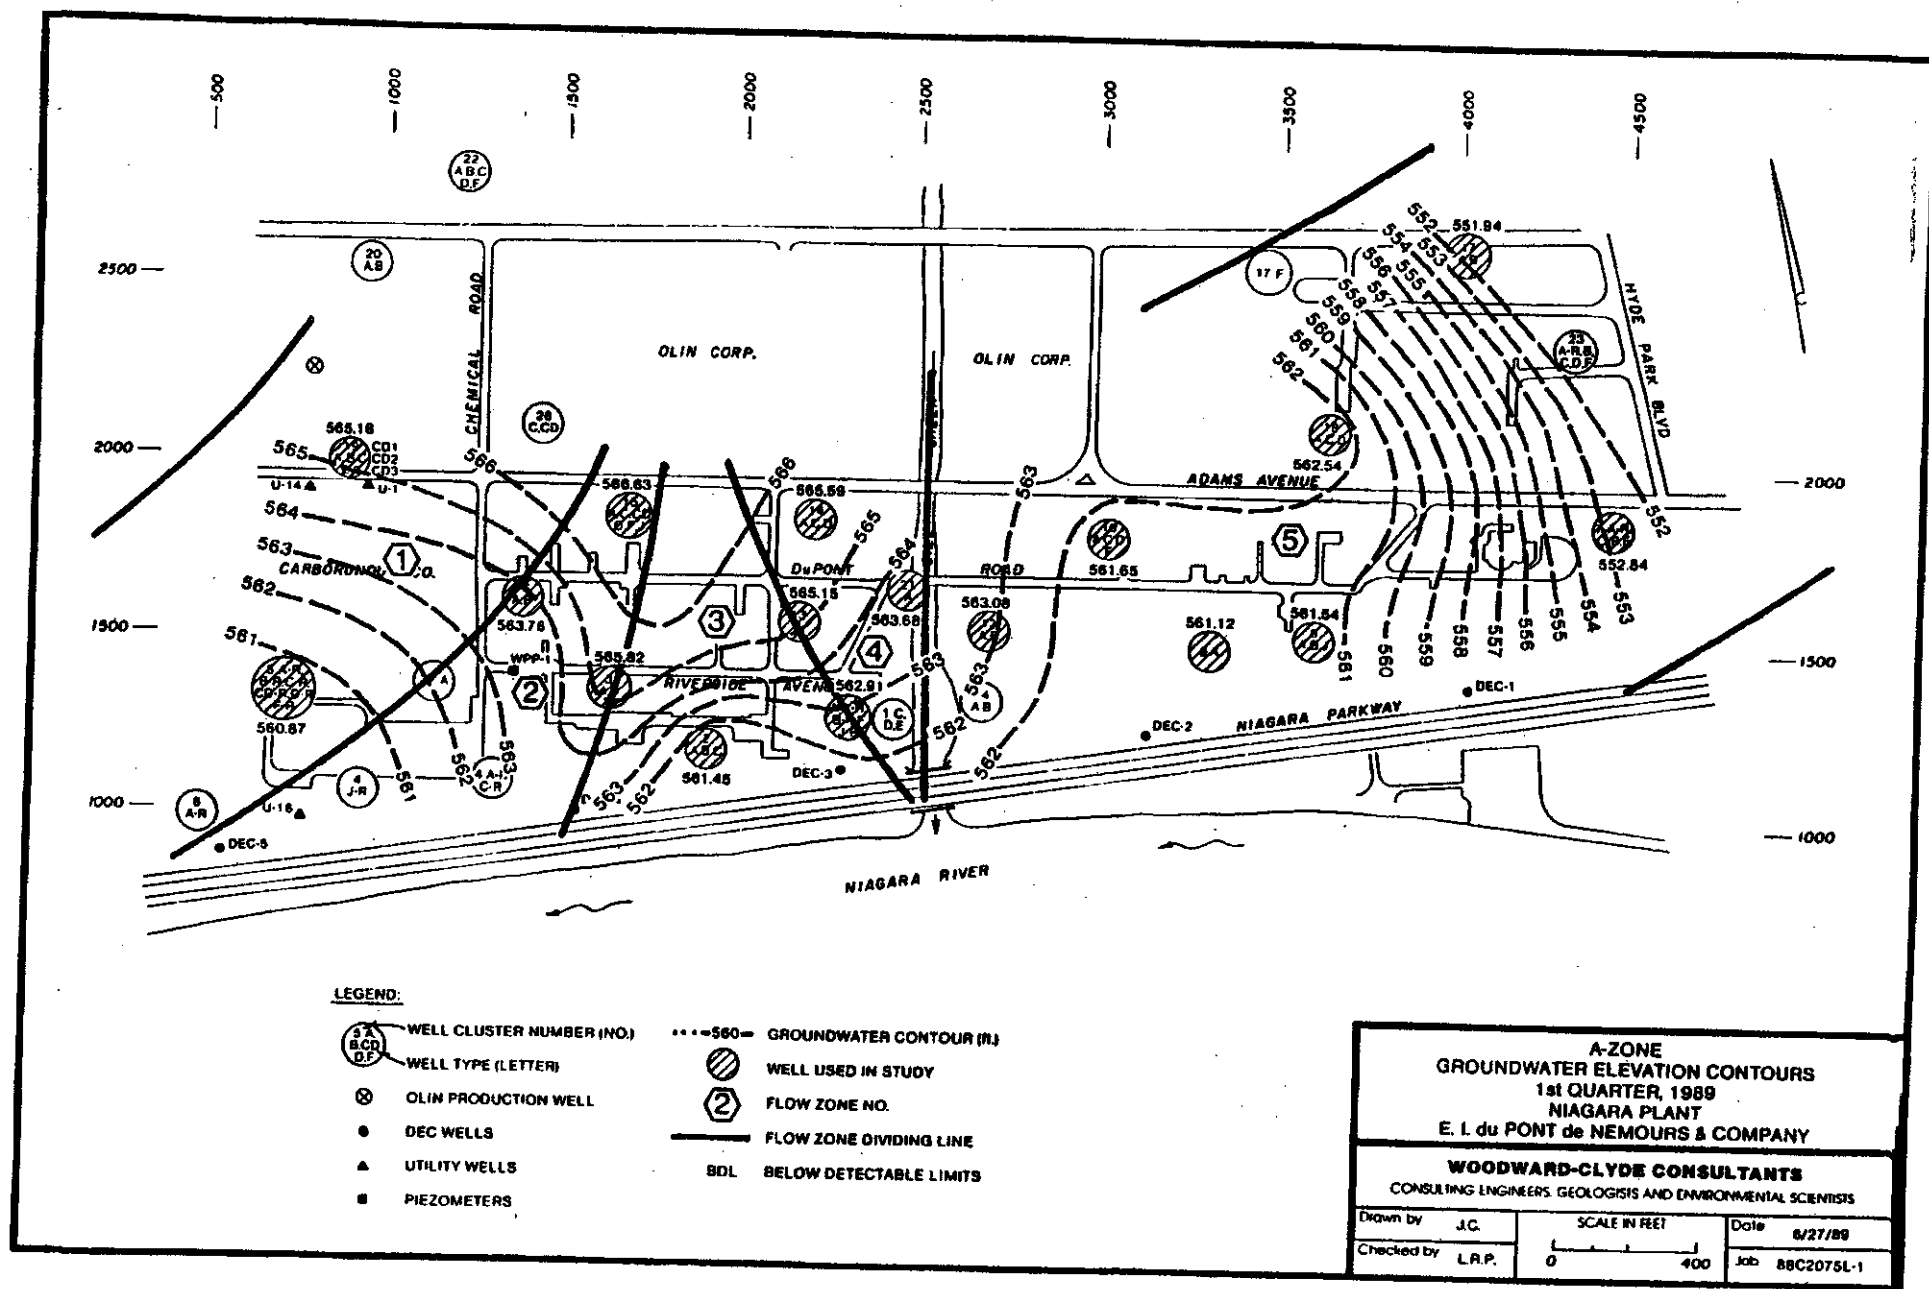 500
1000
1500
2000
2500
3000
3500
4000
4500
22
A B C
D.F
20
A.B
2500
CHEMICAL ROAD
OLIN CORP.
OLIN CORP.
17 F
552
551.94
554
553
556
555
558
557
559
560
561
562
HYDE PARK BLVD
23
A-R,B,
C,D,F
2000
26
C,CD
565.18
CD1
CD2
CD3
565
566
U-14
U-1
564
566.63
566
565.59
565
563
562.54
ADAMS AVENUE
2000
563
CARBORUNDUM CO.
1
562
564
DuPONT ROAD
561.65
5
552
552.84
1500
561
563.76
3
565.15
563.68
563.08
561.12
561.54
553
554
555
556
557
558
559
560
561
1500
WPP-1
565.82
4
563
2
RIVERSIDE AVENUE
562.91
1 C,
D,E
563
4
A B
DEC-1
560.67
DEC-2
NIAGARA PARKWAY
562
563
562
562
561.45
DEC-3
4
J-R
561
C-R
563
562
1000
6
A-R
U-16
DEC-5
1000
NIAGARA RIVER
LEGEND:
5 A
B,CD
D.F
WELL CLUSTER NUMBER (NO.)
WELL TYPE (LETTER)
OLIN PRODUCTION WELL
DEC WELLS
UTILITY WELLS
PIEZOMETERS
560 GROUNDWATER CONTOUR (ft.)
WELL USED IN STUDY
2 FLOW ZONE NO.
FLOW ZONE DIVIDING LINE
BDL BELOW DETECTABLE LIMITS
A-ZONE
GROUNDWATER ELEVATION CONTOURS
1st QUARTER, 1989
NIAGARA PLANT
E. I. du PONT de NEMOURS & COMPANY
WOODWARD-CLYDE CONSULTANTS
CONSULTING ENGINEERS, GEOLOGISTS AND ENVIRONMENTAL SCIENTISTS
Drawn by J.C.
Checked by L.R.P.
SCALE IN FEET
0 400
Date 6/27/89
Job 88C2075L-1